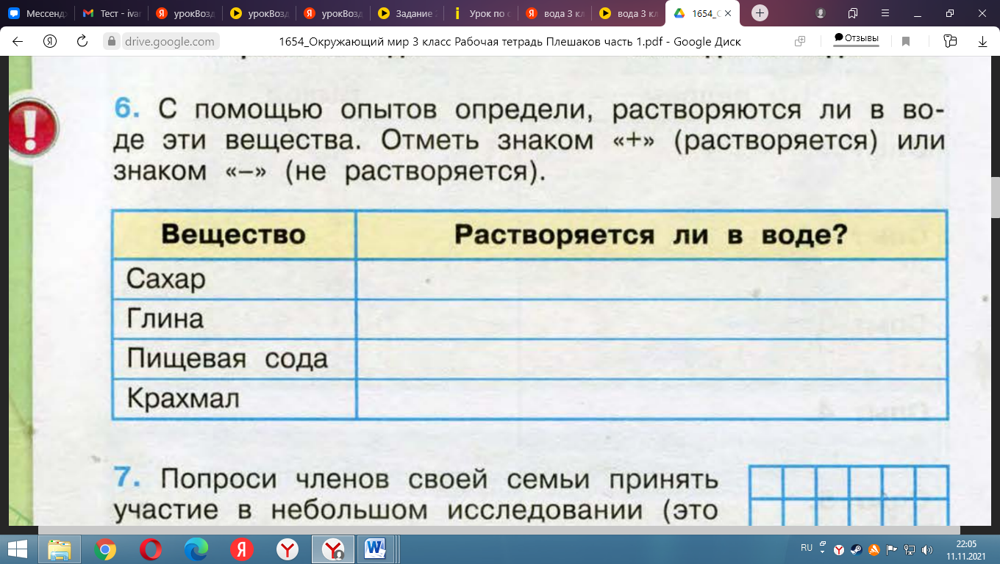 Мессенд
Тест - ivar
урокВозд
урокВозд
урокВозд
Задание
Урок по с
вода 3 кл
вода 3 кл
1654_С
drive.google.com
1654_Окружающий мир 3 класс Рабочая тетрадь Плешаков часть 1.pdf - Google Диск
Отзывы
6. С помощью опытов определи, растворяются ли в во-
де эти вещества. Отметь знаком «+» (растворяется) или
знаком «–» (не растворяется).
Вещество
Растворяется ли в воде?
Сахар
Глина
Пищевая сода
Крахмал
7. Попроси членов своей семьи принять
участие в небольшом исследовании (это
RU
22:05
11.11.2021